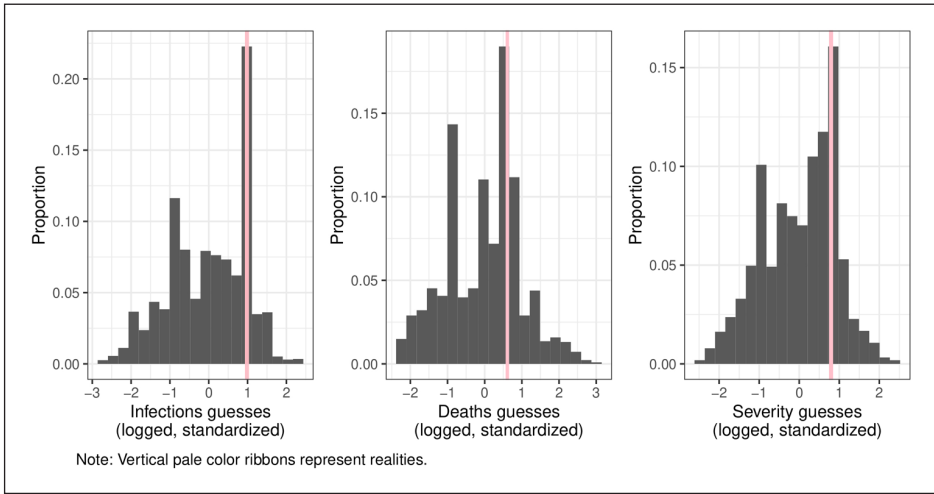 Proportion
0.20
0.15
0.10
0.05
0.00
−3 −2 −1 0 1 2
Infections guesses
(logged, standardized)
Proportion
0.15
0.10
0.05
0.00
−2 −1 0 1 2 3
Deaths guesses
(logged, standardized)
Proportion
0.15
0.10
0.05
0.00
−2 −1 0 1 2
Severity guesses
(logged, standardized)
Note: Vertical pale color ribbons represent realities.